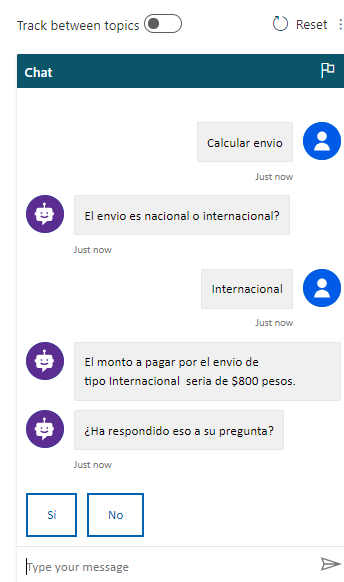 Track between topics
Reset
Chat
Calcular envio
Just now
El envio es nacional o internacional?
Just now
Internacional
Just now
El monto a pagar por el envio de
tipo Internacional seria de $800 pesos.
¿Ha respondido eso a su pregunta?
Just now
Sí
No
Type your message